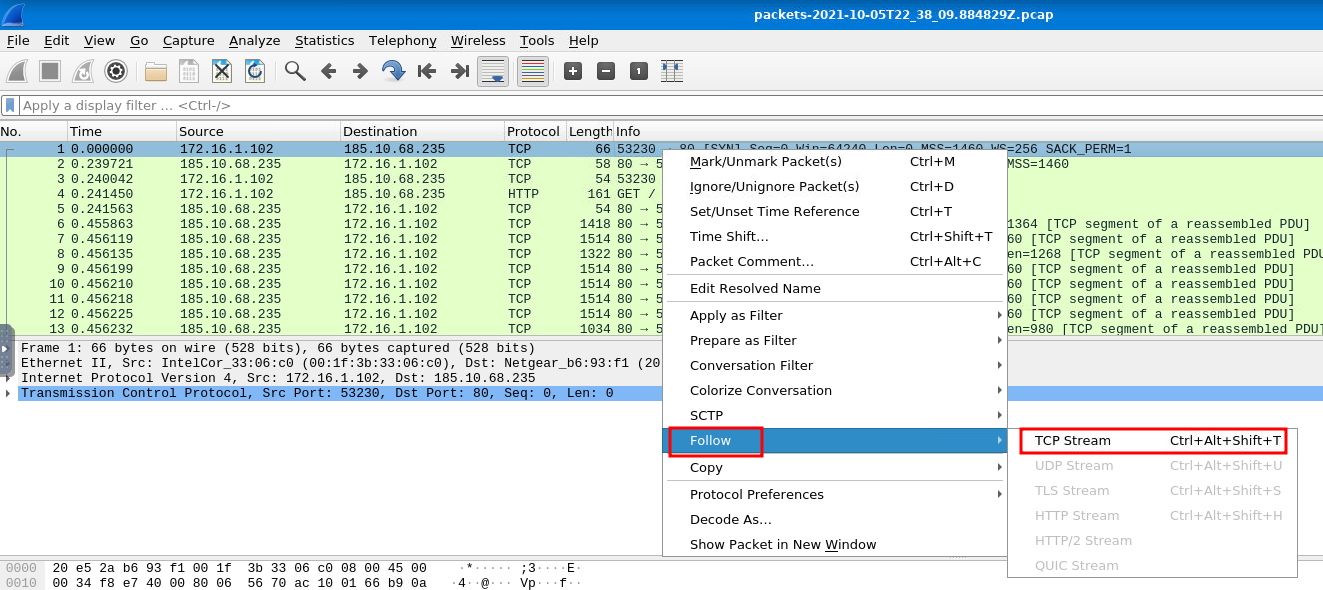 packets-2021-10-05T22_38_09.884829Z.pcap
File Edit View Go Capture Analyze Statistics Telephony Wireless Tools Help
Apply a display filter … <Ctrl-/>
No. Time Source Destination Protocol Length Info
1 0.000000 172.16.1.102 185.10.68.235 TCP 66 53230 → 80 [SYN] Seq=0 Win=64240 Len=0 MSS=1460 WS=256 SACK_PERM=1
2 0.239721 185.10.68.235 172.16.1.102 TCP 58 80 → 5 MSS=1460
3 0.240042 172.16.1.102 185.10.68.235 TCP 54 53230
4 0.241450 172.16.1.102 185.10.68.235 HTTP 161 GET /
5 0.241563 185.10.68.235 172.16.1.102 TCP 54 80 → 5
6 0.455863 185.10.68.235 172.16.1.102 TCP 1418 80 → 5 1364 [TCP segment of a reassembled PDU]
7 0.456119 185.10.68.235 172.16.1.102 TCP 1514 80 → 5 60 [TCP segment of a reassembled PDU]
8 0.456135 185.10.68.235 172.16.1.102 TCP 1322 80 → 5 en=1268 [TCP segment of a reassembled PDU
9 0.456199 185.10.68.235 172.16.1.102 TCP 1514 80 → 5 60 [TCP segment of a reassembled PDU]
10 0.456210 185.10.68.235 172.16.1.102 TCP 1514 80 → 5 60 [TCP segment of a reassembled PDU]
11 0.456218 185.10.68.235 172.16.1.102 TCP 1514 80 → 5 60 [TCP segment of a reassembled PDU]
12 0.456225 185.10.68.235 172.16.1.102 TCP 1514 80 → 5 60 [TCP segment of a reassembled PDU]
13 0.456232 185.10.68.235 172.16.1.102 TCP 1034 80 → 5 en=980 [TCP segment of a reassembled PDU]
Mark/Unmark Packet(s) Ctrl+M
Ignore/Unignore Packet(s) Ctrl+D
Set/Unset Time Reference Ctrl+T
Time Shift… Ctrl+Shift+T
Packet Comment… Ctrl+Alt+C
Edit Resolved Name
Apply as Filter
Prepare as Filter
Conversation Filter
Colorize Conversation
SCTP
Follow
Copy
Protocol Preferences
Decode As…
Show Packet in New Window
TCP Stream Ctrl+Alt+Shift+T
UDP Stream Ctrl+Alt+Shift+U
TLS Stream Ctrl+Alt+Shift+S
HTTP Stream Ctrl+Alt+Shift+H
HTTP/2 Stream
QUIC Stream
Frame 1: 66 bytes on wire (528 bits), 66 bytes captured (528 bits)
Ethernet II, Src: IntelCor_33:06:c0 (00:1f:3b:33:06:c0), Dst: Netgear_b6:93:f1 (20
Internet Protocol Version 4, Src: 172.16.1.102, Dst: 185.10.68.235
Transmission Control Protocol, Src Port: 53230, Dst Port: 80, Seq: 0, Len: 0
0000 20 e5 2a b6 93 f1 00 1f 3b 33 06 c0 08 00 45 00 ·*····· ;3····E·
0010 00 34 f8 e7 40 00 80 06 56 70 ac 10 01 66 b9 0a ·4··@··· Vp···f··